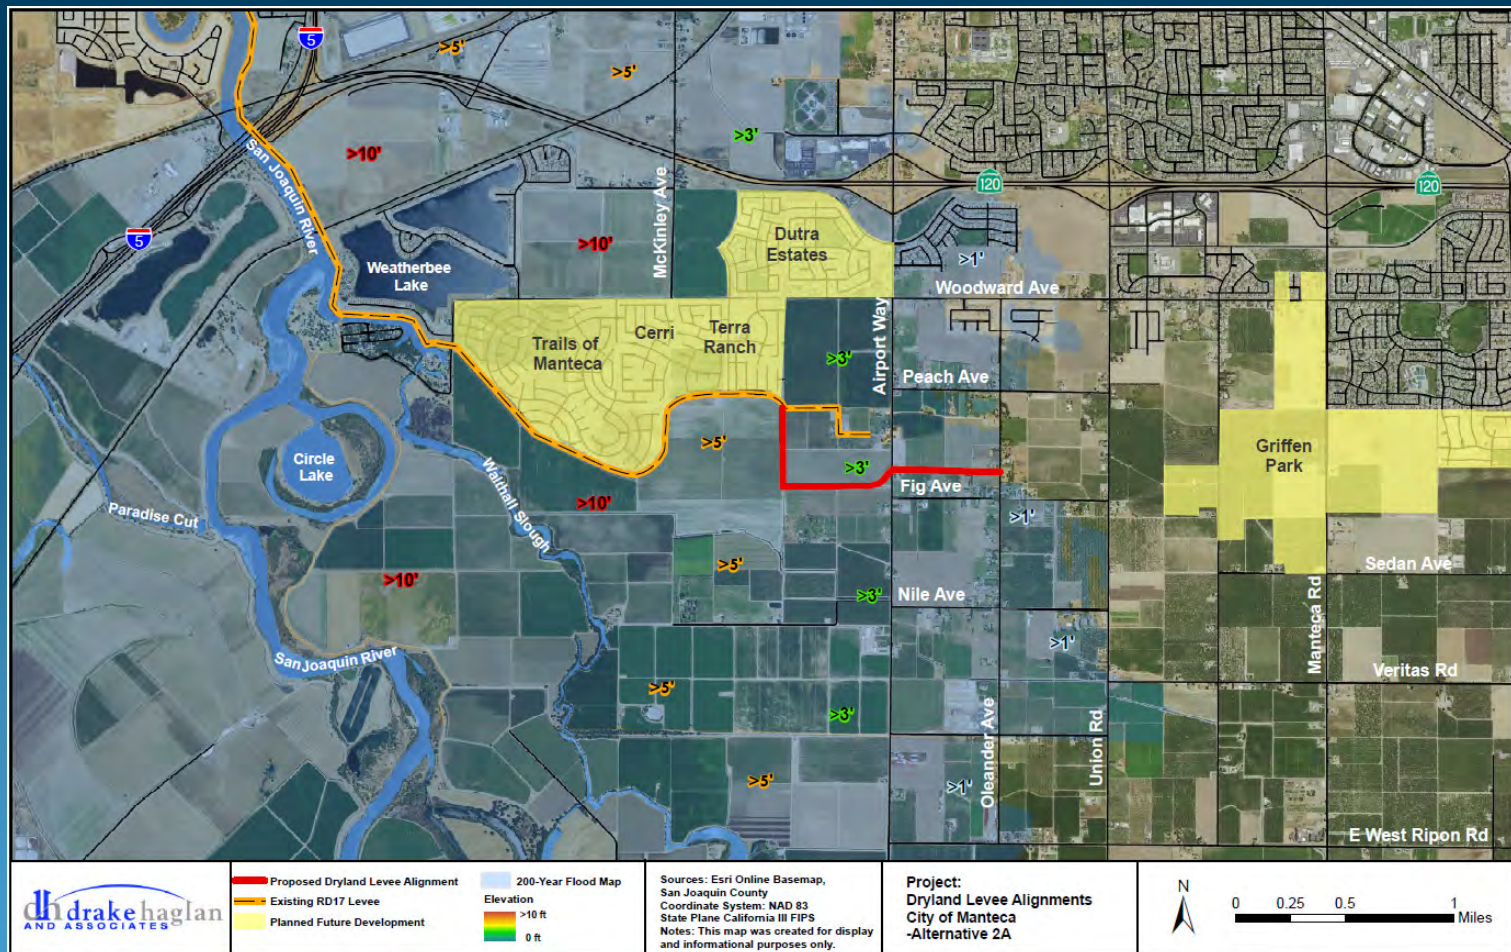 5
>5'
>5'
>10'
>3'
San Joaquin River
5
McKinley Ave
120
120
>10'
Dutra
Estates
>1'
Weatherbee
Lake
Woodward Ave
Trails of
Manteca
Cerri
Terra
Ranch
>3'
Airport Way
Peach Ave
>5'
>3'
Fig Ave
Griffen
Park
Circle
Lake
Walthall Slough
>10'
>1'
Paradise Cut
>5'
>10'
>3'
Nile Ave
Sedan Ave
Manteca Rd
>1'
San Joaquin River
Veritas Rd
>5'
>3'
Oleander Ave
Union Rd
>5'
>1'
E West Ripon Rd
dh drakehaglan
AND ASSOCIATES
Proposed Dryland Levee Alignment
Existing RD17 Levee
Planned Future Development
200-Year Flood Map
Elevation
>10 ft
0 ft
Sources: Esri Online Basemap,
San Joaquin County
Coordinate System: NAD 83
State Plane California III FIPS
Notes: This map was created for display
and informational purposes only.
Project:
Dryland Levee Alignments
City of Manteca
-Alternative 2A
N
0 0.25 0.5 1
Miles